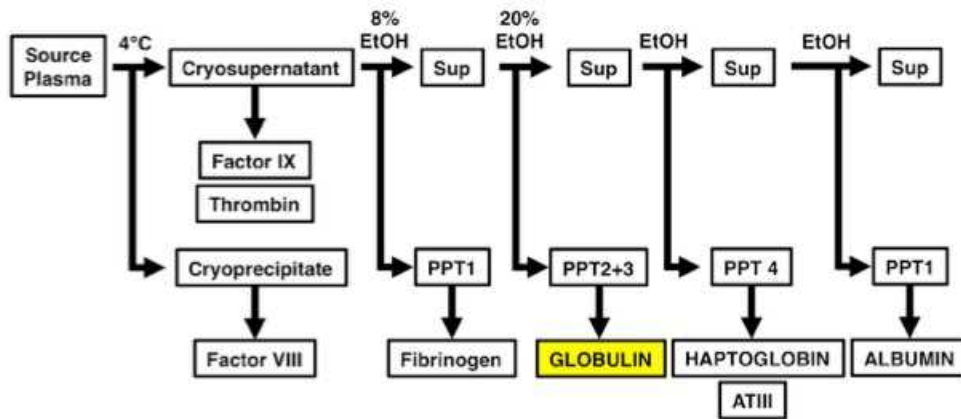 8%
20%
4°C
EtOH
EtOH
EtOH
EtOH
Source
Plasma
Cryosupernatant
Sup
Sup
Sup
Sup
Factor IX
Thrombin
Cryoprecipitate
PPT1
PPT2+3
PPT 4
PPT1
Factor VIII
Fibrinogen
GLOBULIN
HAPTOGLOBIN
ALBUMIN
ATIII